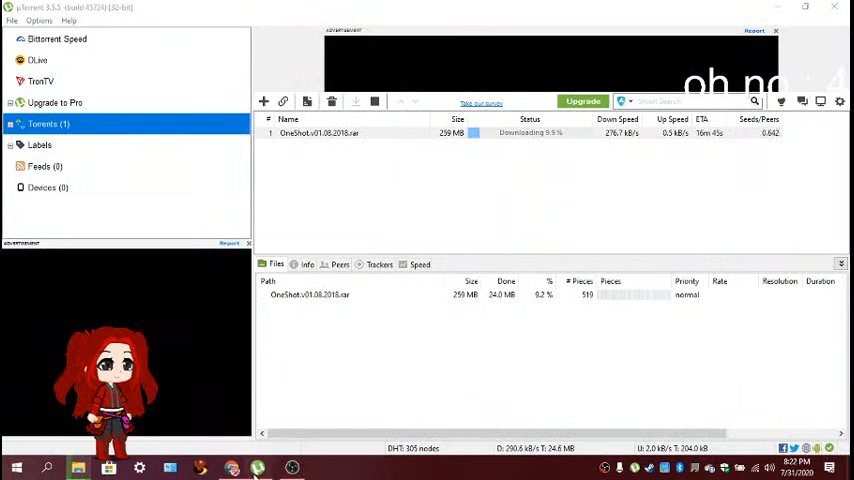 µTorrent 3.5.5 (build 45724) [32-bit]
File Options Help
Bittorrent Speed
DLive
TronTV
Upgrade to Pro
Torrents (1)
Labels
Feeds (0)
Devices (0)
ADVERTISEMENT Report
ADVERTISEMENT Report
oh no
Take our survey Upgrade Smart Search
# Name Size Status Down Speed Up Speed ETA Seeds/Peers
1 OneShot.v01.08.2018.rar 259 MB Downloading 9.9 % 276.7 kB/s 0.5 kB/s 16m 45s 0.642
Files Info Peers Trackers Speed
Path Size Done % # Pieces Pieces Priority Rate Resolution Duration
OneShot.v01.08.2018.rar 259 MB 24.0 MB 9.2 % 519 normal
DHT: 305 nodes D: 290.6 kB/s T: 24.6 MB U: 2.0 kB/s T: 204.0 kB
8:22 PM
7/31/2020